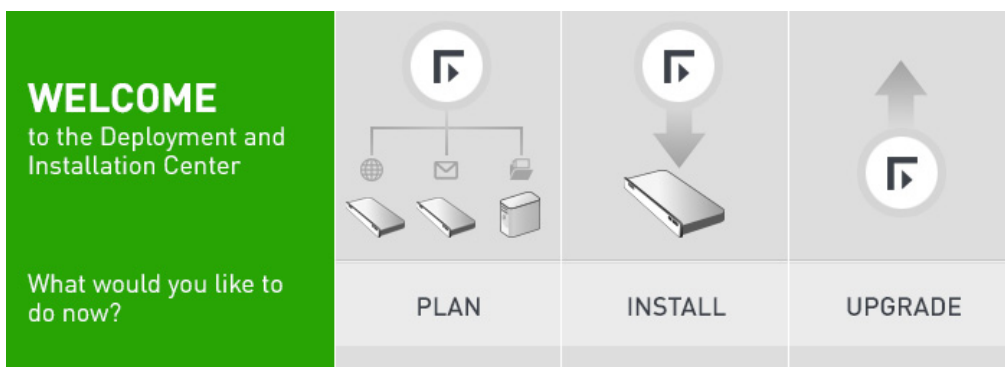 WELCOME
to the Deployment and
Installation Center
What would you like to
do now?
PLAN
INSTALL
UPGRADE